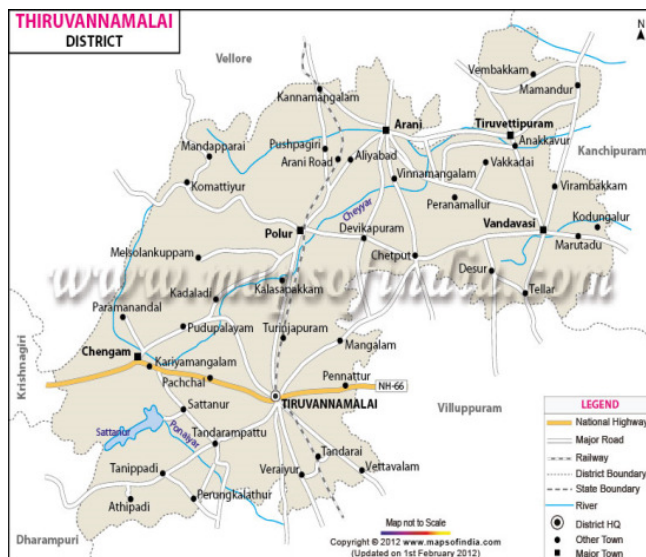 THIRUVANNAMALAI
DISTRICT
N
Vellore
Vembakkam
Mamandur
Kannamangalam
Arani
Tiruvettipuram
Anakkavur
Pushpagiri
Mandapparai
Arani Road
Aliyabad
Vakkadai
Kanchipuram
Komattiyur
Vinnamangalam
Virambakkam
Peranamallur
Cheyyar
Kodungalur
Polur
Devikapuram
Vandavasi
Marutadu
Melsolankuppam
Chetput
Desur
www.mapsofindia.com
Kadaladi
Kalasapakkam
Tellar
Paramanandal
Pudupalayam
Turinjapuram
Mangalam
Chengam
Kariyamangalam
Krishnagiri
Pachchal
Pennattur
NH-66
TIRUVANNAMALAI
Villuppuram
Sattanur
Sattanur
Ponaiyar
Tandarampattu
Tandarai
Tanippadi
Veraiyur
Vettavalam
Athipadi
Perungkalathur
Dharampuri
LEGEND
National Highway
Major Road
Railway
District Boundary
State Boundary
River
District HQ
Other Town
Major Town
Map not to Scale
Copyright © 2012 www.mapsofindia.com
(Updated on 1st February 2012)